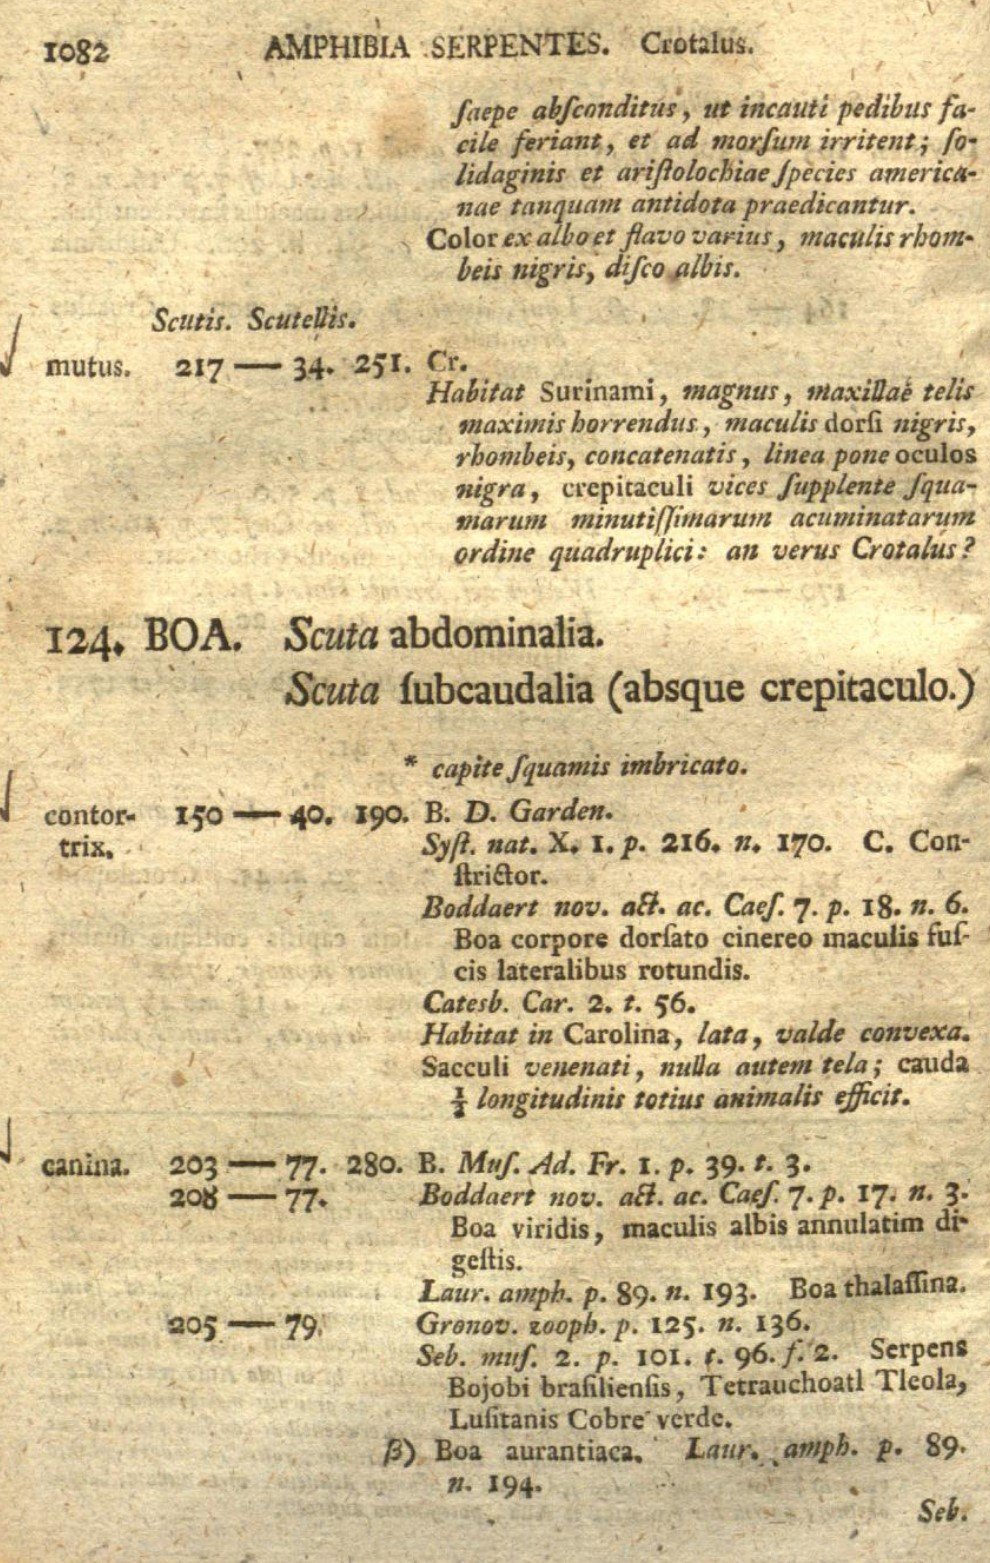 1082 AMPHIBIA SERPENTES. Crotalus.
ſaepe abſconditus, ut incauti pedibus fa-
cile feriant, et ad morſum irritent; ſo-
lidaginis et ariſtolochiae ſpecies america-
nae tanquam antidota praedicantur.
Color ex albo et flavo varius, maculis rhom-
beis nigris, diſco albis.
Scutis. Scutellis.
mutus. 217 — 34. 251. Cr.
Habitat Surinami, magnus, maxillae telis
maximis horrendus, maculis dorſi nigris,
rhombeis, concatenatis, linea pone oculos
nigra, crepitaculi vices ſupplente ſqua-
marum minutiſſimarum acuminatarum
ordine quadruplici: an verus Crotalus?
124. BOA. Scuta abdominalia.
Scuta ſubcaudalia (absque crepitaculo.)
* capite ſquamis imbricato.
contor- 150 — 40. 190. B. D. Garden.
trix. Syſt. nat. X. 1. p. 216. n. 170. C. Con-
ſtrictor.
Boddaert nov. act. ac. Caeſ. 7. p. 18. n. 6.
Boa corpore dorſato cinereo maculis fuſ-
cis lateralibus rotundis.
Catesb. Car. 2. t. 56.
Habitat in Carolina, lata, valde convexa.
Sacculi venenati, nulla autem tela; cauda
longitudinis totius animalis efficit.
canina. 203 — 77. 280. B. Muſ. Ad. Fr. 1. p. 39. t. 3.
208 — 77. Boddaert nov. act. ac. Caeſ. 7. p. 17. n. 3.
Boa viridis, maculis albis annulatim di-
geſtis.
Laur. amph. p. 89. n. 193. Boa thalaſſina.
205 — 79. Gronov. zooph. p. 125. n. 136.
Seb. muſ. 2. p. 101. t. 96. f. 2. Serpens
Bojobi braſilienſis, Tetrauchoatl Tleola,
Luſitanis Cobre verde.
β) Boa aurantiaca. Laur. amph. p. 89.
n. 194.
Seb.